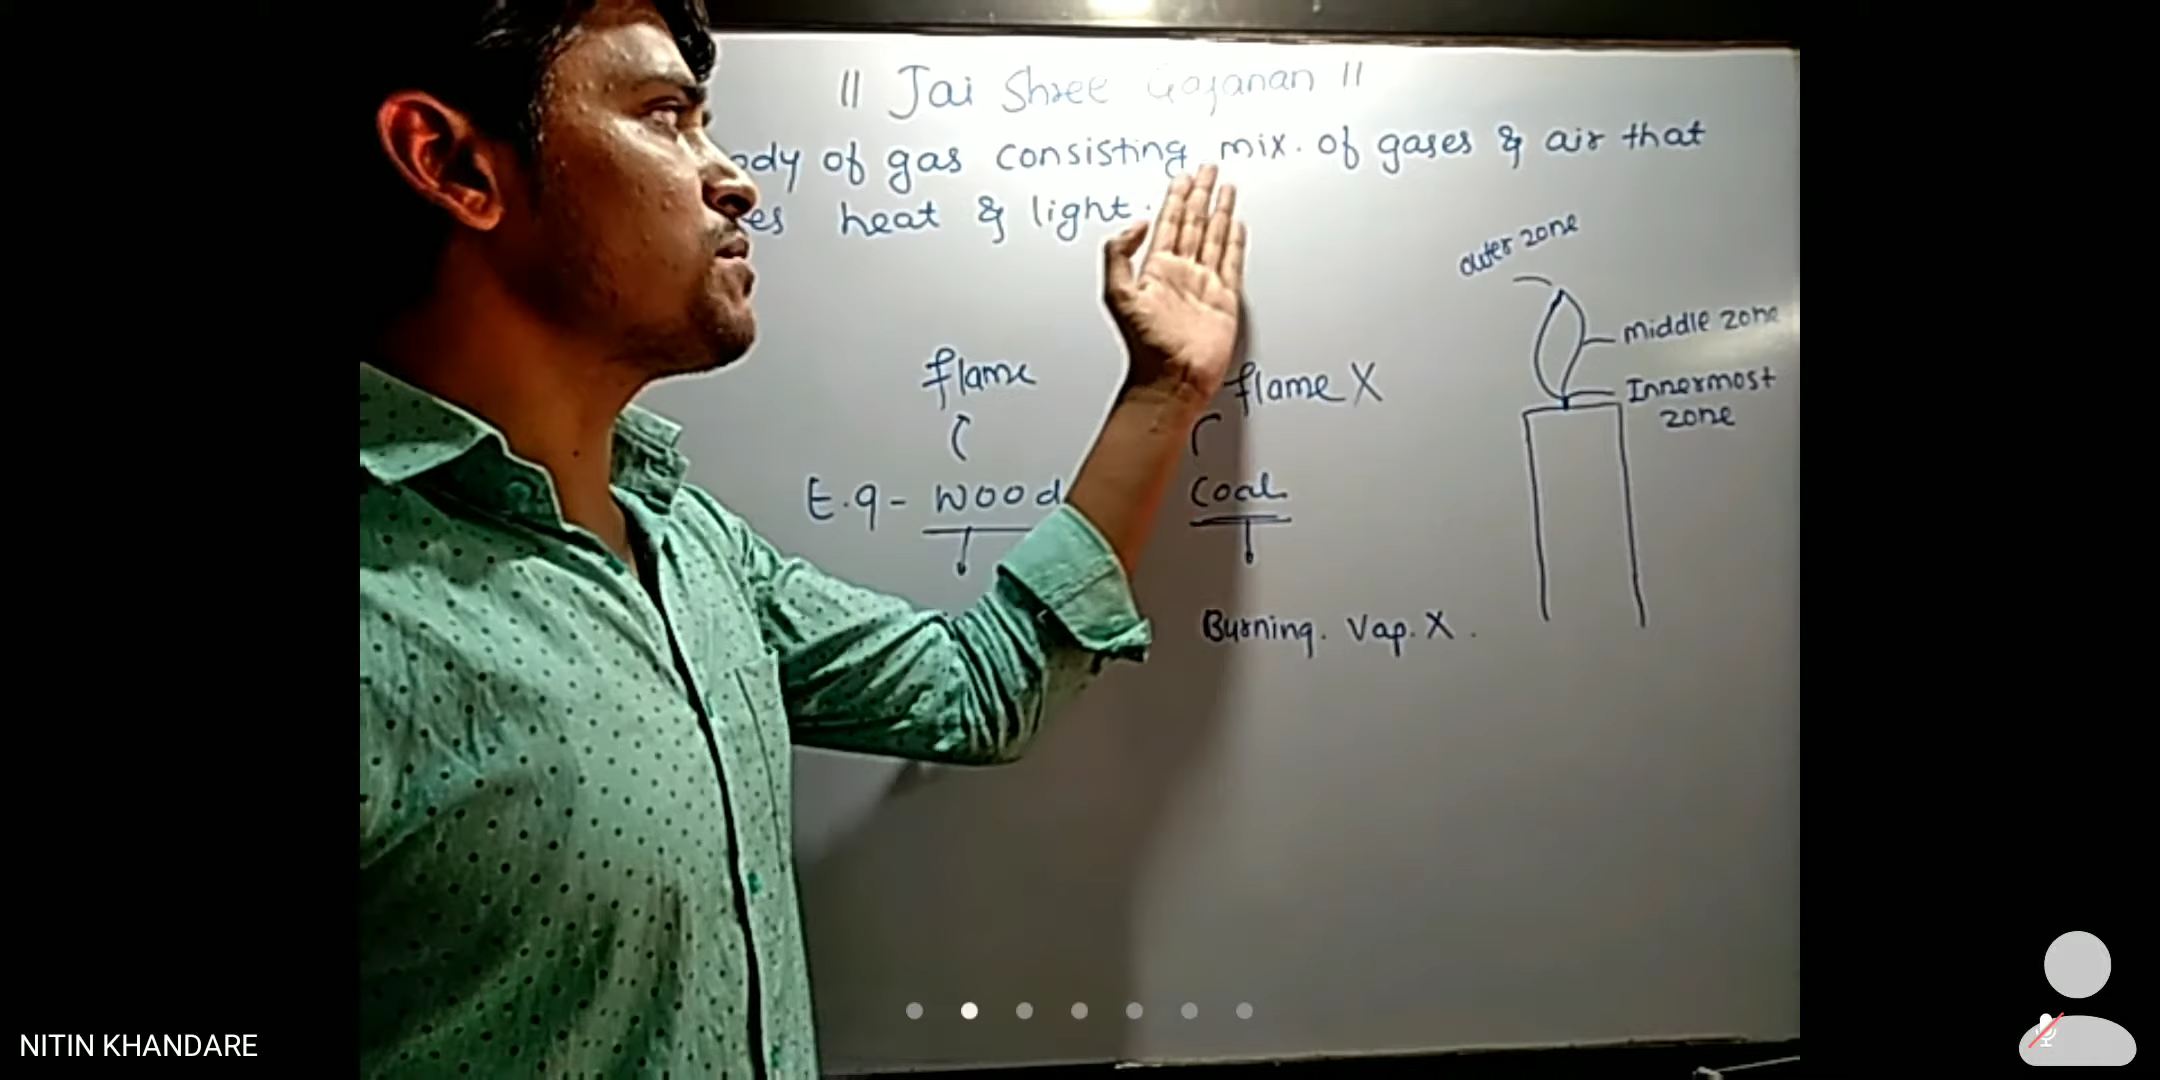 || Jai Shree Gajanan ||
ody of gas consisting mix. of gases & air that
es heat & light.
outer zone
middle zone
Innermost
zone
flame
flame X
E.g - Wood
Coal
Burning. Vap. X.
NITIN KHANDARE